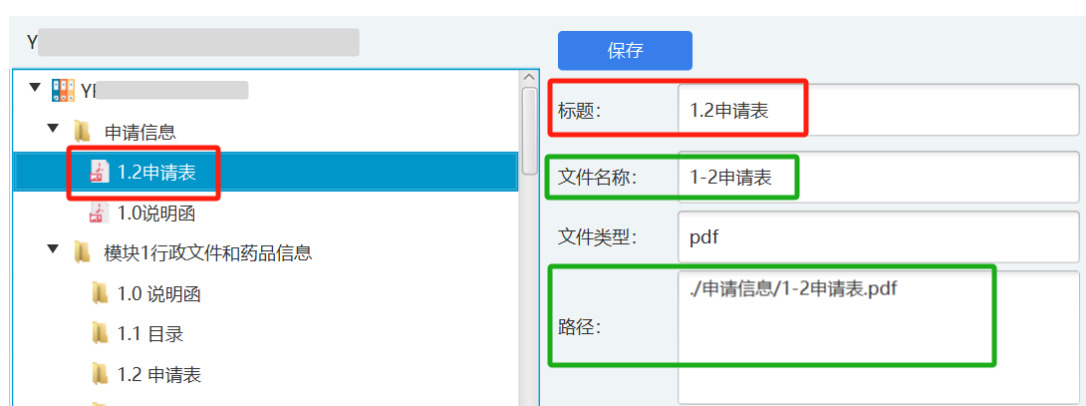 Y
保存
YI
标题：
1.2申请表
申请信息
1.2申请表
文件名称：
1-2申请表
1.0说明函
文件类型：
pdf
模块1行政文件和药品信息
1.0 说明函
路径：
./申请信息/1-2申请表.pdf
1.1 目录
1.2 申请表